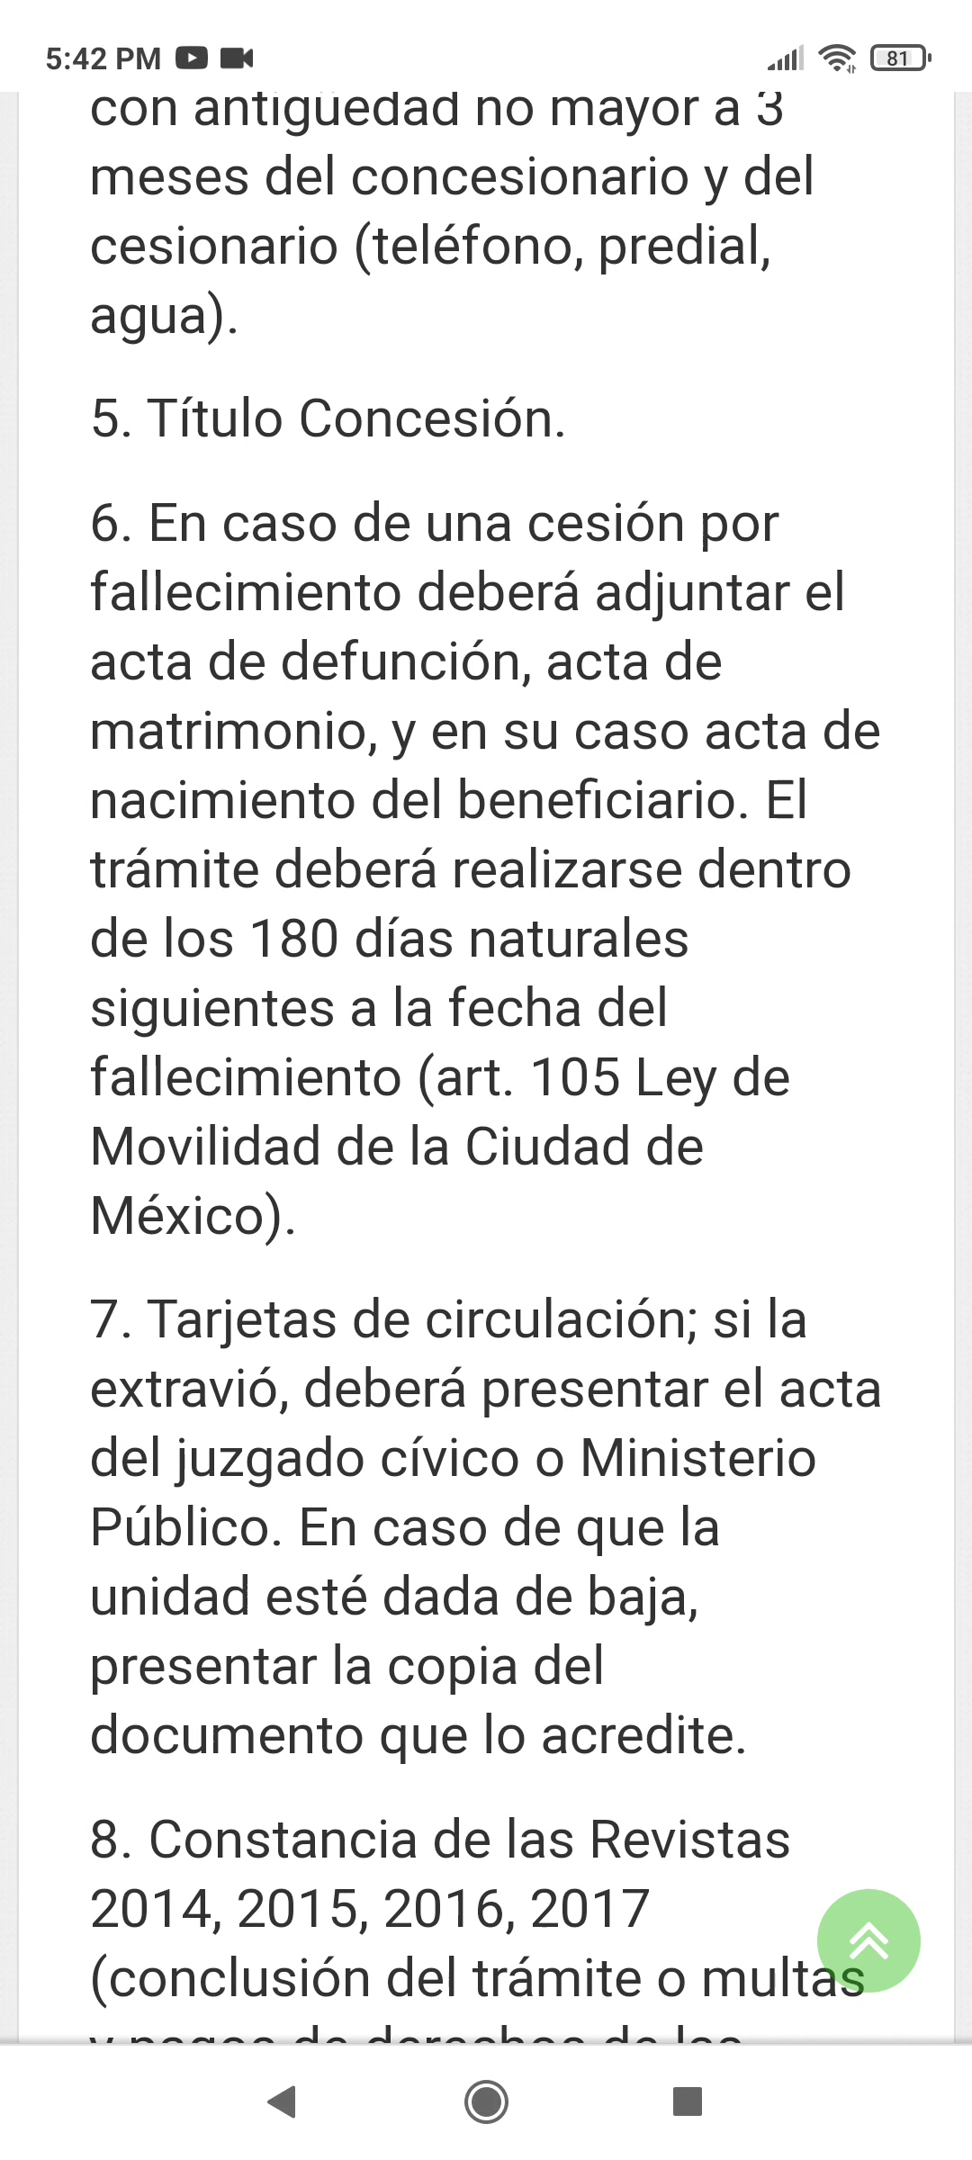 5:42 PM
81
con antigüedad no mayor a 3
meses del concesionario y del
cesionario (teléfono, predial,
agua).
5. Título Concesión.
6. En caso de una cesión por
fallecimiento deberá adjuntar el
acta de defunción, acta de
matrimonio, y en su caso acta de
nacimiento del beneficiario. El
trámite deberá realizarse dentro
de los 180 días naturales
siguientes a la fecha del
fallecimiento (art. 105 Ley de
Movilidad de la Ciudad de
México).
7. Tarjetas de circulación; si la
extravió, deberá presentar el acta
del juzgado cívico o Ministerio
Público. En caso de que la
unidad esté dada de baja,
presentar la copia del
documento que lo acredite.
8. Constancia de las Revistas
2014, 2015, 2016, 2017
(conclusión del trámite o multas
y pagos de derechos de las